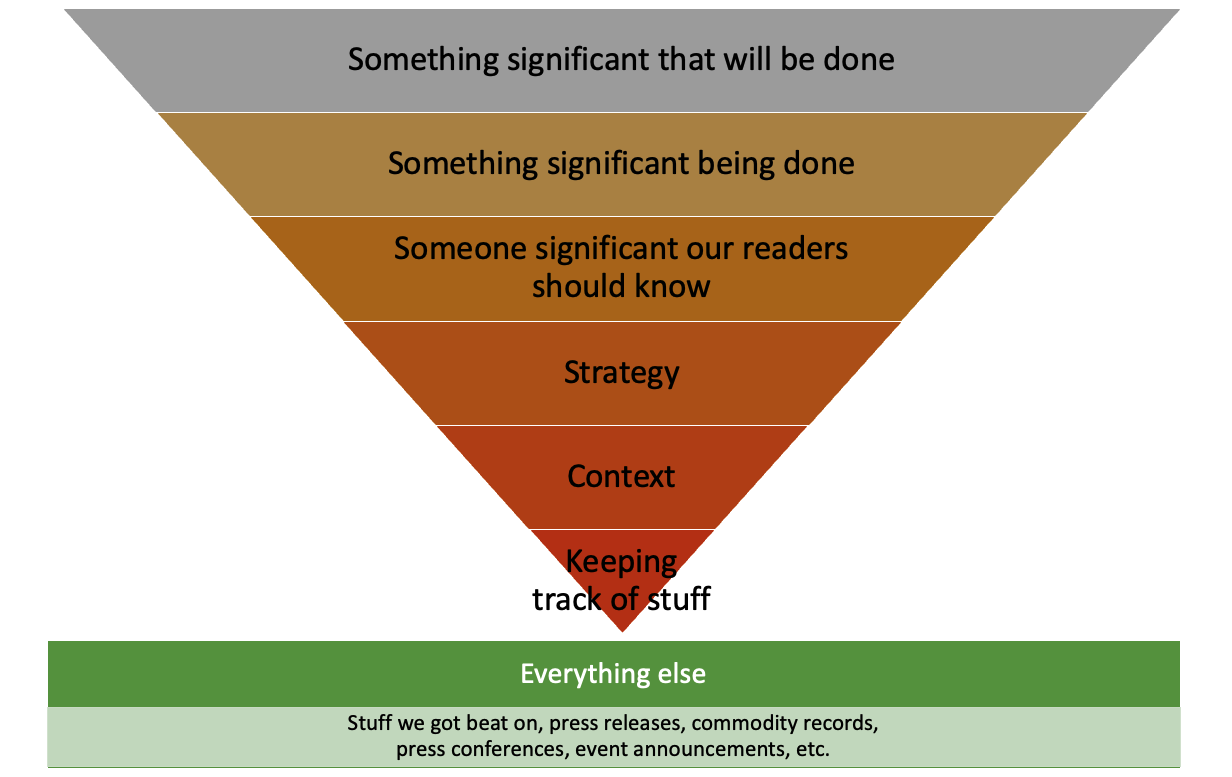 Something significant that will be done
Something significant being done
Someone significant our readers
should know
Strategy
Context
Keeping
track of stuff
Everything else
Stuff we got beat on, press releases, commodity records,
press conferences, event announcements, etc.